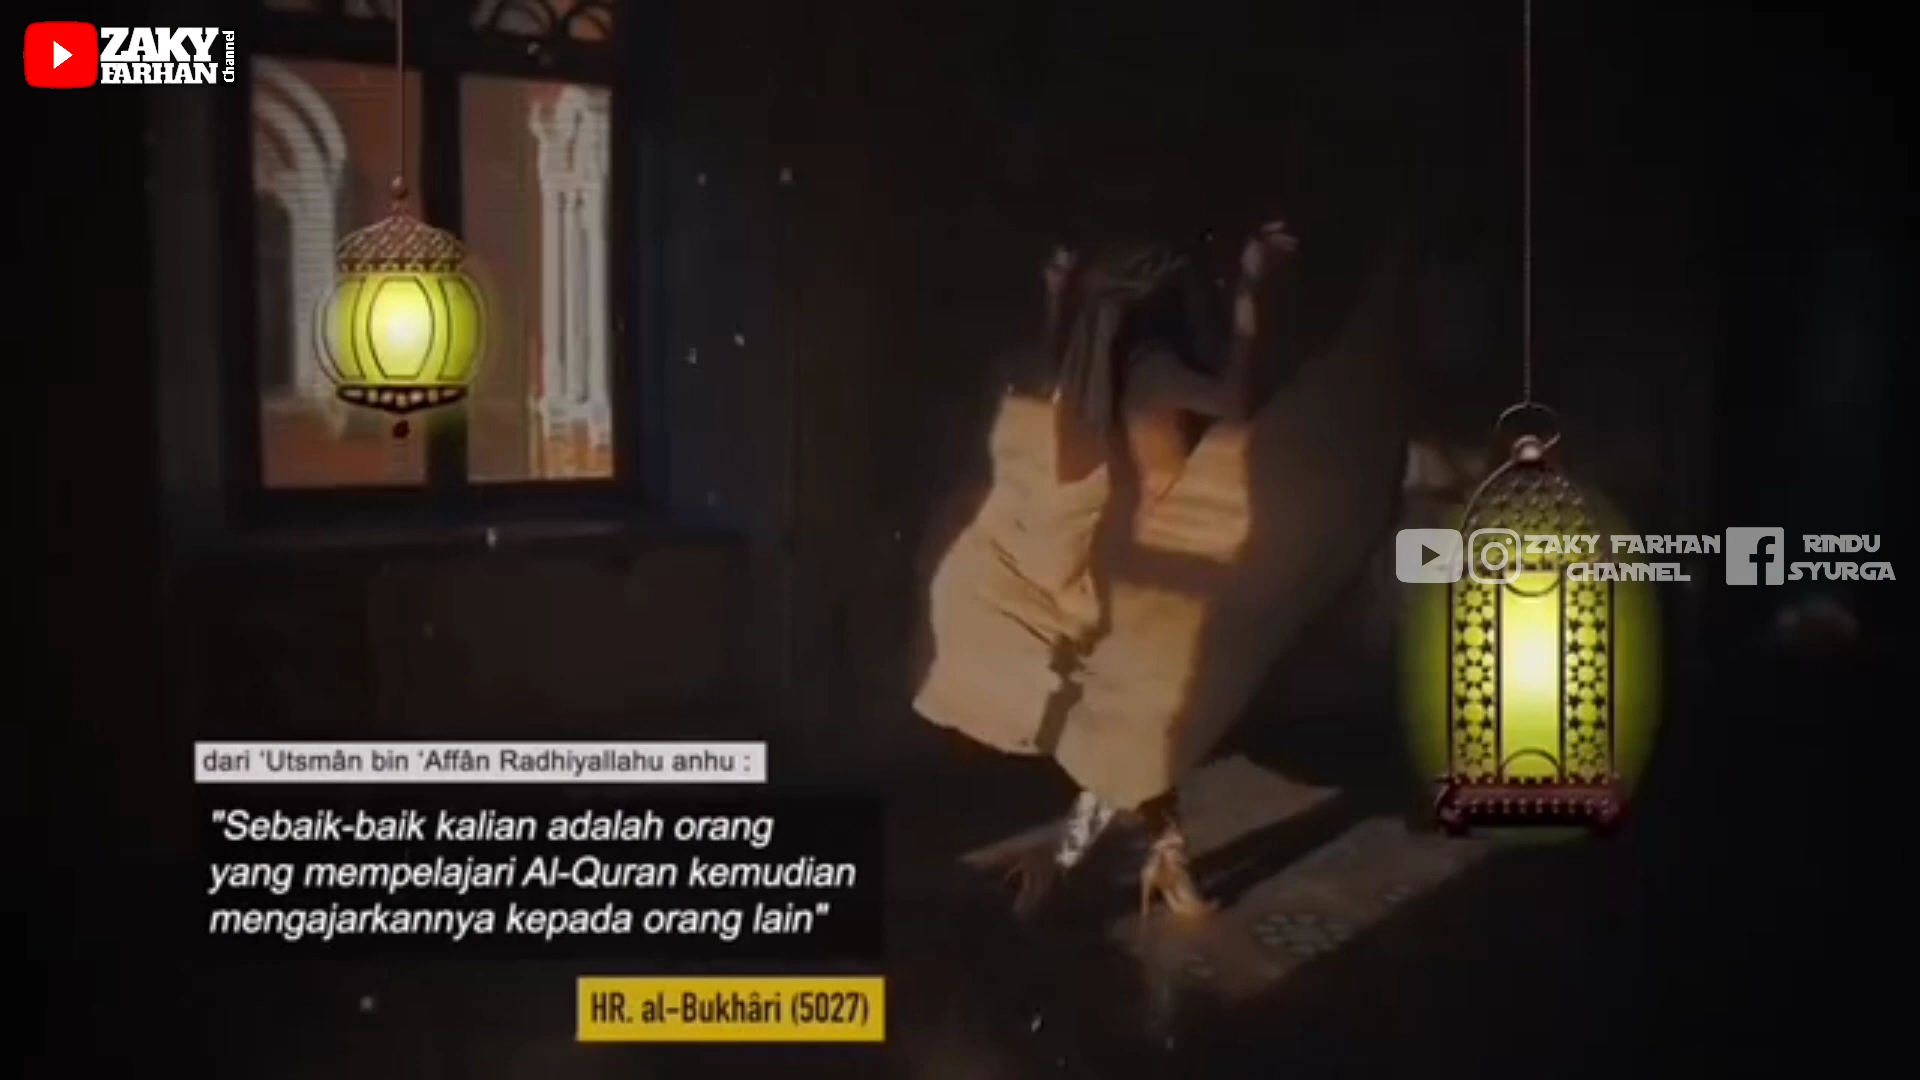 ZAKY
FARHAN
Channel
ZAKY FARHAN
CHANNEL
RINDU
SYURGA
dari 'Utsmân bin 'Affân Radhiyallahu anhu :
"Sebaik-baik kalian adalah orang
yang mempelajari Al-Quran kemudian
mengajarkannya kepada orang lain"
HR. al-Bukhâri (5027)